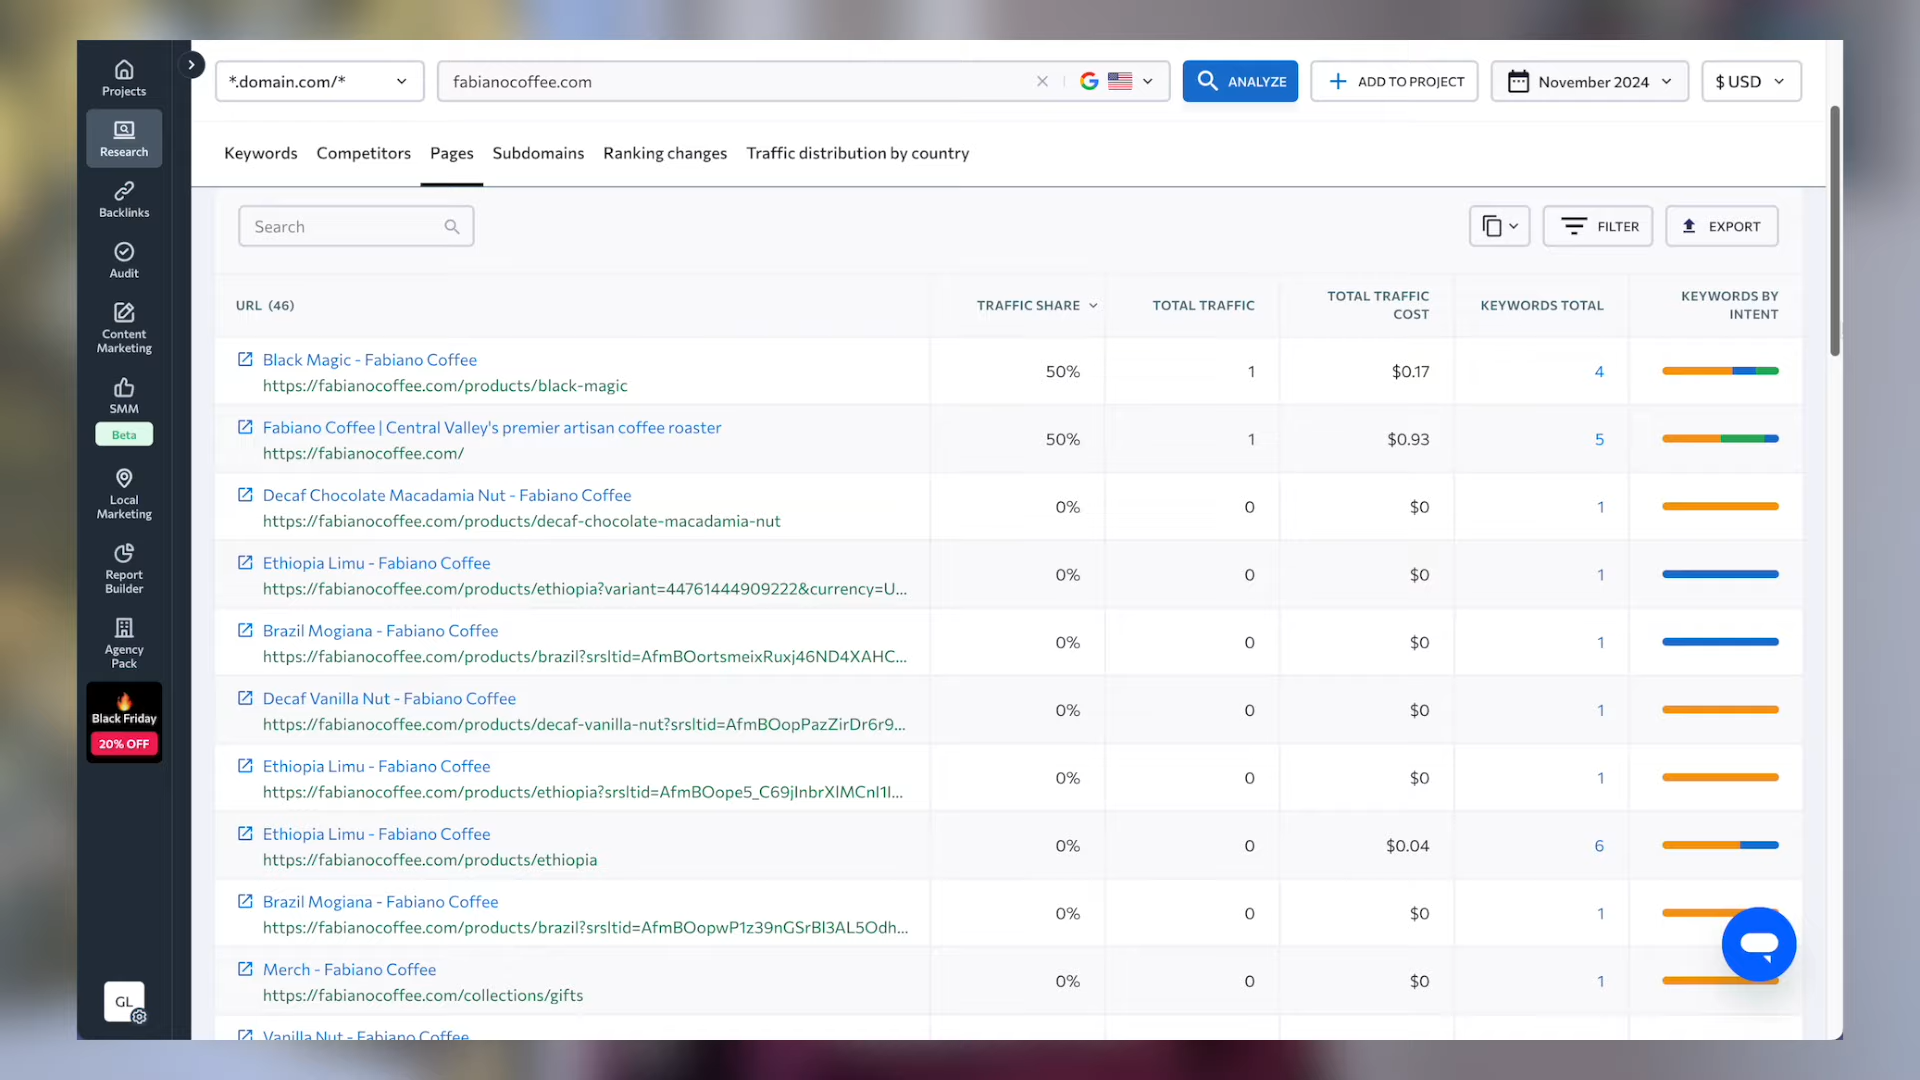 Projects
Research
Backlinks
Audit
Content
Marketing
SMM
Beta
Local
Marketing
Report
Builder
Agency
Pack
Black Friday
20% OFF
GL
*.domain.com/*
fabianocoffee.com
ANALYZE
ADD TO PROJECT
November 2024
$ USD
Keywords Competitors Pages Subdomains Ranking changes Traffic distribution by country
Search
FILTER
EXPORT
URL (46) TRAFFIC SHARE TOTAL TRAFFIC TOTAL TRAFFIC COST KEYWORDS TOTAL KEYWORDS BY INTENT
Black Magic - Fabiano Coffee
https://fabianocoffee.com/products/black-magic
50% 1 $0.17 4
Fabiano Coffee | Central Valley's premier artisan coffee roaster
https://fabianocoffee.com/
50% 1 $0.93 5
Decaf Chocolate Macadamia Nut - Fabiano Coffee
https://fabianocoffee.com/products/decaf-chocolate-macadamia-nut
0% 0 $0 1
Ethiopia Limu - Fabiano Coffee
https://fabianocoffee.com/products/ethiopia?variant=44761444909222&currency=U...
0% 0 $0 1
Brazil Mogiana - Fabiano Coffee
https://fabianocoffee.com/products/brazil?srsltid=AfmBOortsmeixRuxj46ND4XAHC...
0% 0 $0 1
Decaf Vanilla Nut - Fabiano Coffee
https://fabianocoffee.com/products/decaf-vanilla-nut?srsltid=AfmBOopPazZirDr6r9...
0% 0 $0 1
Ethiopia Limu - Fabiano Coffee
https://fabianocoffee.com/products/ethiopia?srsltid=AfmBOope5_C69jInbrXlMCnI1I...
0% 0 $0 1
Ethiopia Limu - Fabiano Coffee
https://fabianocoffee.com/products/ethiopia
0% 0 $0.04 6
Brazil Mogiana - Fabiano Coffee
https://fabianocoffee.com/products/brazil?srsltid=AfmBOopwP1z39nGSrBl3AL5Odh...
0% 0 $0 1
Merch - Fabiano Coffee
https://fabianocoffee.com/collections/gifts
0% 0 $0 1
Vanilla Nut - Fabiano Coffee